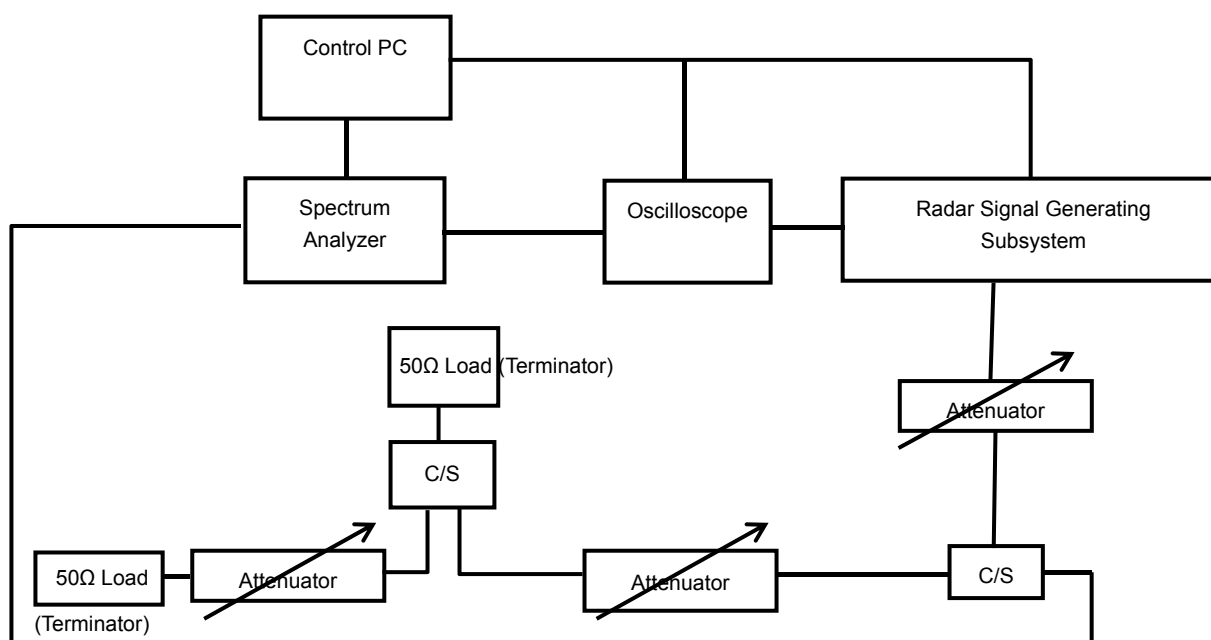 Control PC
Spectrum
Analyzer
Oscilloscope
Radar Signal Generating
Subsystem
50Ω Load (Terminator)
Attenuator
C/S
50Ω Load
(Terminator)
Attenuator
Attenuator
C/S